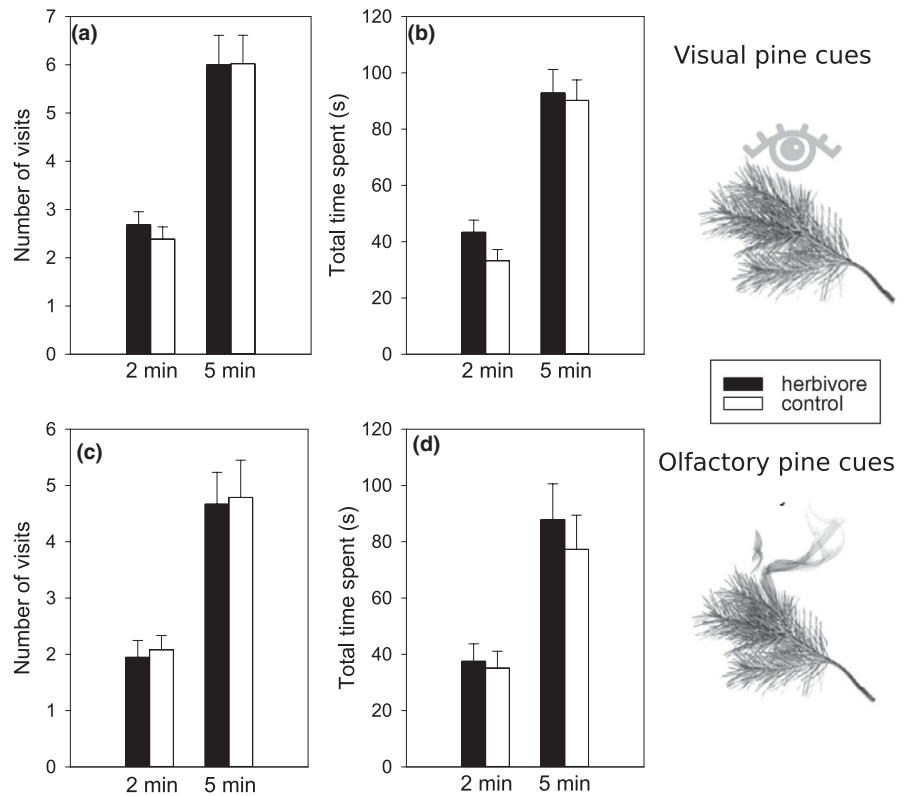 (a)
Number of visits
7
6
5
4
3
2
1
0
2 min 5 min
(b)
Total time spent (s)
120
100
80
60
40
20
0
2 min 5 min
Visual pine cues
herbivore
control
(c)
Number of visits
6
5
4
3
2
1
0
2 min 5 min
(d)
Total time spent (s)
120
100
80
60
40
20
0
2 min 5 min
Olfactory pine cues